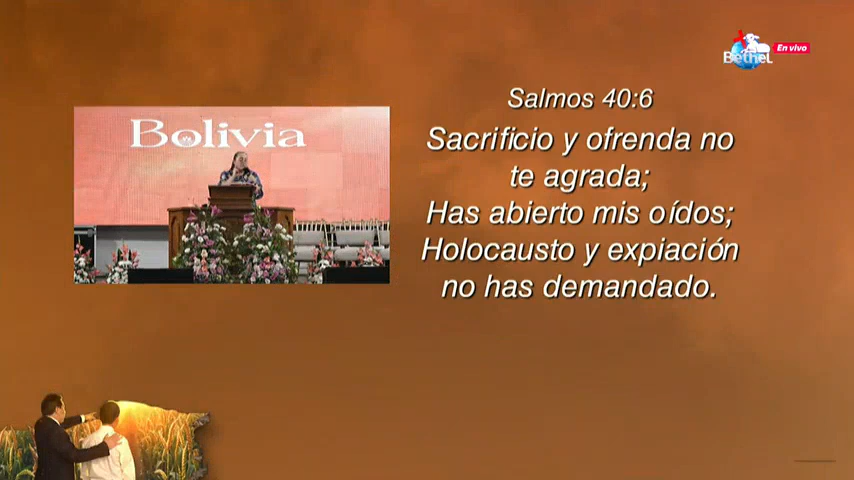 Bethel
En vivo
Bolivia
Salmos 40:6
Sacrificio y ofrenda no
te agrada;
Has abierto mis oídos;
Holocausto y expiación
no has demandado.